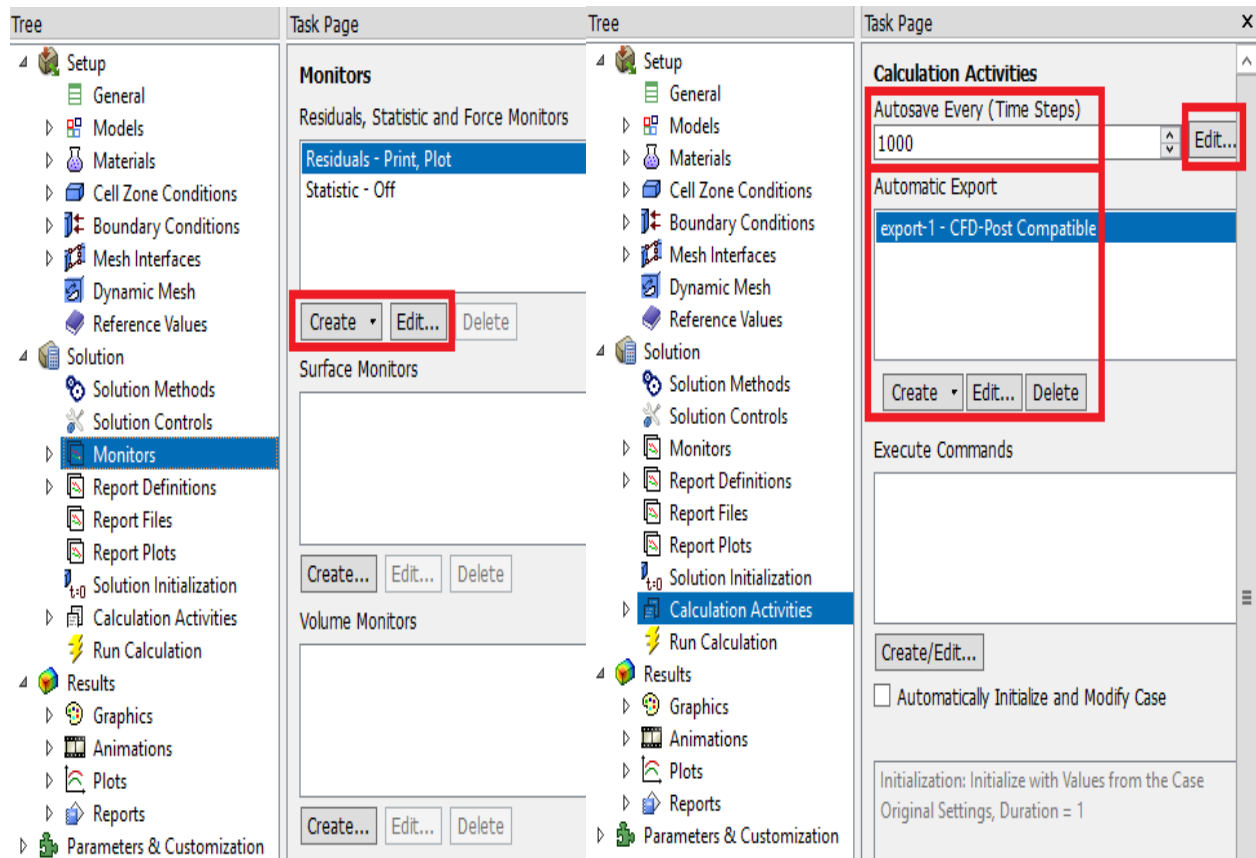 Tree
Setup
General
Models
Materials
Cell Zone Conditions
Boundary Conditions
Mesh Interfaces
Dynamic Mesh
Reference Values
Solution
Solution Methods
Solution Controls
Monitors
Report Definitions
Report Files
Report Plots
t=0 Solution Initialization
Calculation Activities
Run Calculation
Results
Graphics
Animations
Plots
Reports
Parameters & Customization
Task Page
Monitors
Residuals, Statistic and Force Monitors
Residuals - Print, Plot
Statistic - Off
Create Edit... Delete
Surface Monitors
Create... Edit... Delete
Volume Monitors
Create... Edit... Delete
Tree
Setup
General
Models
Materials
Cell Zone Conditions
Boundary Conditions
Mesh Interfaces
Dynamic Mesh
Reference Values
Solution
Solution Methods
Solution Controls
Monitors
Report Definitions
Report Files
Report Plots
t=0 Solution Initialization
Calculation Activities
Run Calculation
Results
Graphics
Animations
Plots
Reports
Parameters & Customization
Task Page X
Calculation Activities
Autosave Every (Time Steps)
1000 Edit...
Automatic Export
export-1 - CFD-Post Compatible
Create Edit... Delete
Execute Commands
Create/Edit...
Automatically Initialize and Modify Case
Initialization: Initialize with Values from the Case
Original Settings, Duration = 1